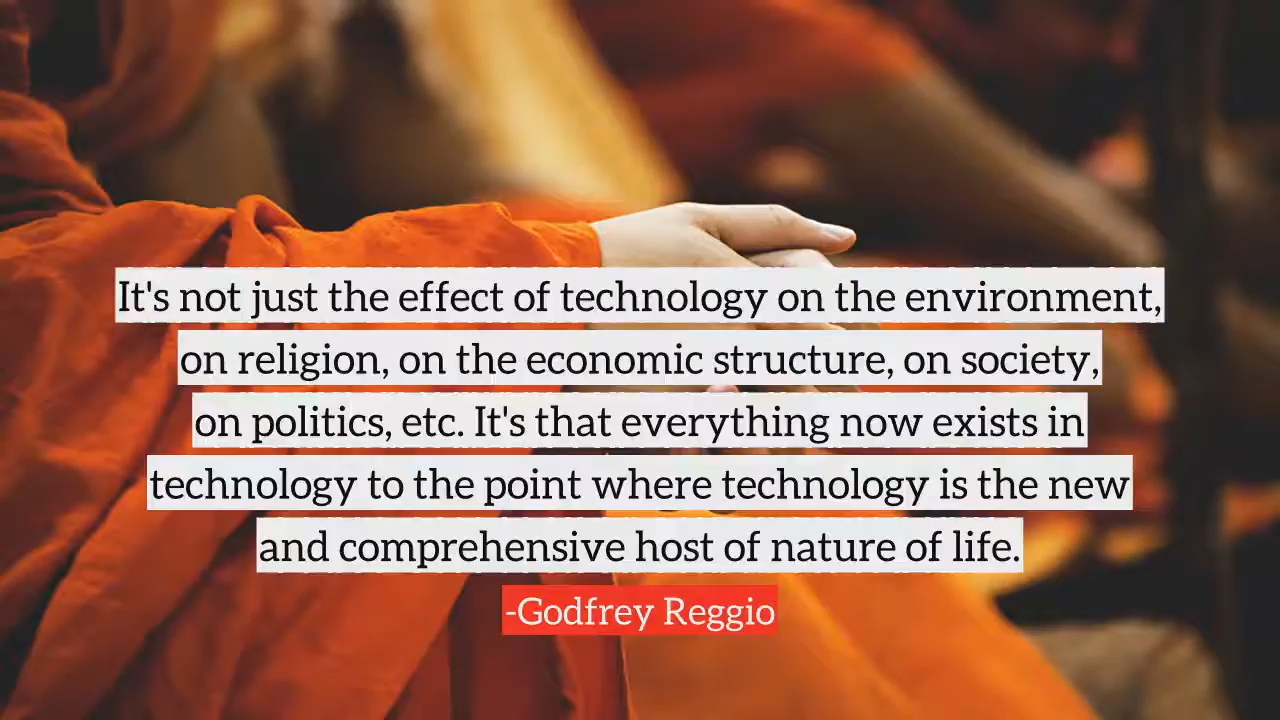 It's not just the effect of technology on the environment,
on religion, on the economic structure, on society,
on politics, etc. It's that everything now exists in
technology to the point where technology is the new
and comprehensive host of nature of life.
-Godfrey Reggio